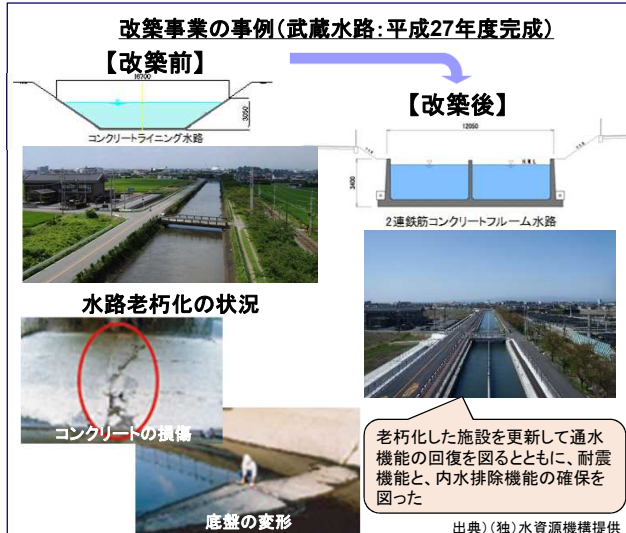 改築事業の事例(武蔵水路:平成27年度完成)
【改築前】
16700
3050
コンクリートライニング水路
【改築後】
12050
H.W.L
3400
2連鉄筋コンクリートフルーム水路
水路老朽化の状況
コンクリートの損傷
底盤の変形
老朽化した施設を更新して通水
機能の回復を図るとともに、耐震
機能と、内水排除機能の確保を
図った
出典)(独)水資源機構提供